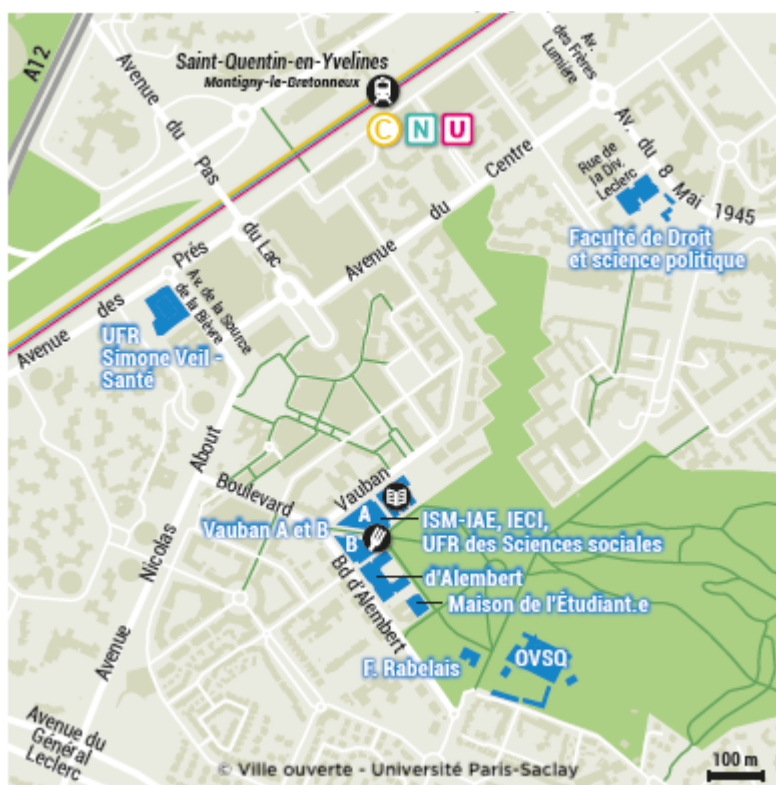 A12
Avenue du Pas du Lac
Saint-Quentin-en-Yvelines
Montigny-le-Bretonneux
C N U
Av.
des Frères
Lumière
Av. du 8 Mai 1945
Rue de
la Div.
Leclerc
Avenue du Centre
Faculté de Droit
et science politique
Avenue des Prés
Av. de la Source
de la Bièvre
UFR
Simone Veil -
Santé
Avenue Nicolas About
Boulevard Vauban
A
B
Vauban A et B
ISM-IAE, IECI,
UFR des Sciences sociales
d'Alembert
Maison de l'Étudiant.e
Bd d'Alembert
F. Rabelais
OVSQ
Avenue du
Général
Leclerc
© Ville ouverte - Université Paris-Saclay
100 m